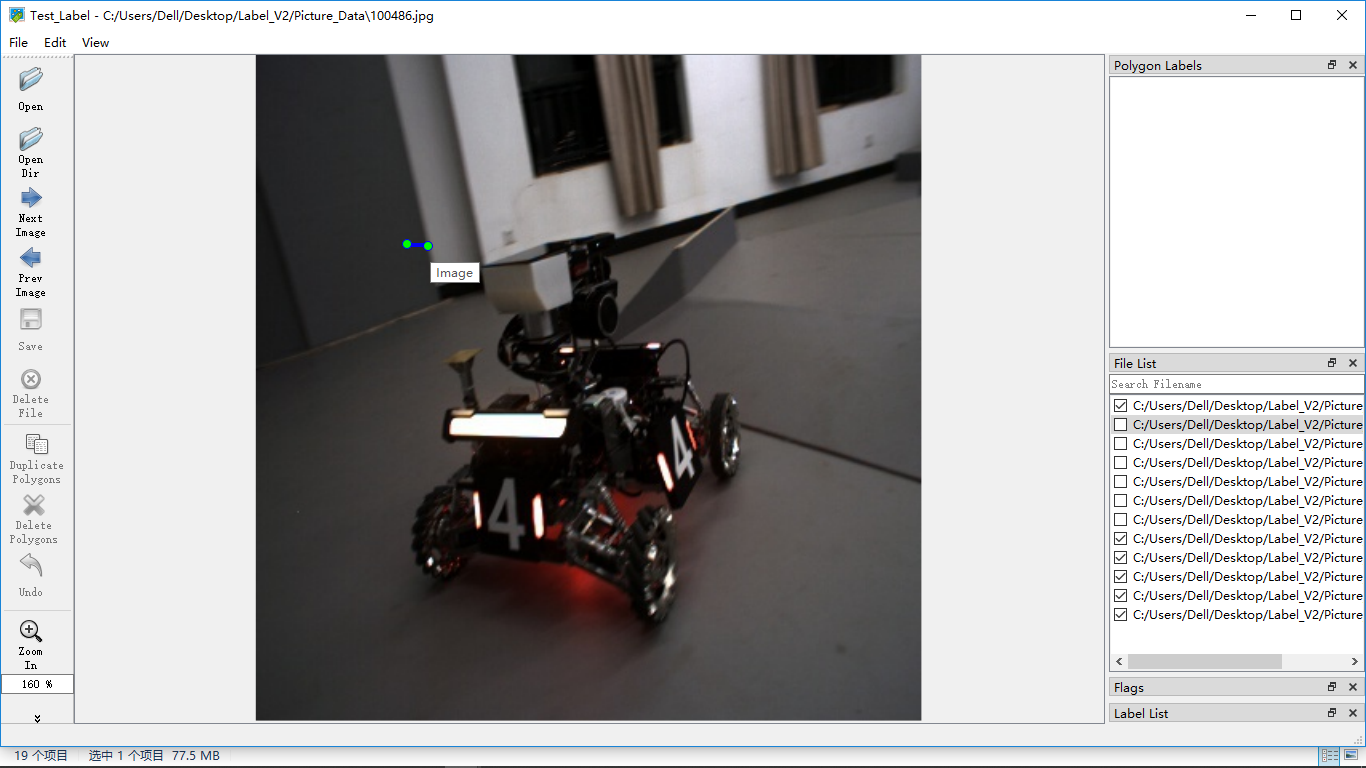 Test_Label - C:/Users/Dell/Desktop/Label_V2/Picture_Data\100486.jpg
File Edit View
Open
Open
Dir
Next
Image
Prev
Image
Save
Delete
File
Duplicate
Polygons
Delete
Polygons
Undo
Zoom
In
160 %
Image
4
4
Polygon Labels
File List
Search Filename
C:/Users/Dell/Desktop/Label_V2/Picture
C:/Users/Dell/Desktop/Label_V2/Picture
C:/Users/Dell/Desktop/Label_V2/Picture
C:/Users/Dell/Desktop/Label_V2/Picture
C:/Users/Dell/Desktop/Label_V2/Picture
C:/Users/Dell/Desktop/Label_V2/Picture
C:/Users/Dell/Desktop/Label_V2/Picture
C:/Users/Dell/Desktop/Label_V2/Picture
C:/Users/Dell/Desktop/Label_V2/Picture
C:/Users/Dell/Desktop/Label_V2/Picture
C:/Users/Dell/Desktop/Label_V2/Picture
C:/Users/Dell/Desktop/Label_V2/Picture
Flags
Label List
19 个项目 选中 1 个项目 77.5 MB